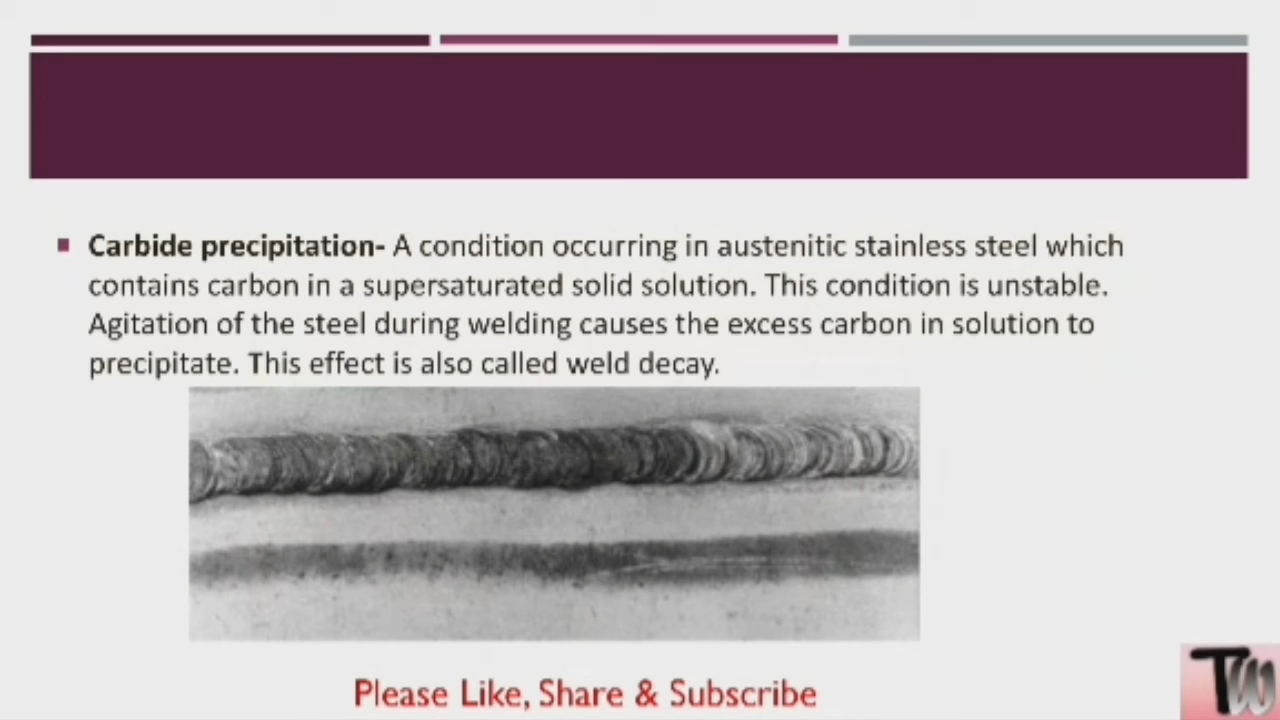 Carbide precipitation- A condition occurring in austenitic stainless steel which
contains carbon in a supersaturated solid solution. This condition is unstable.
Agitation of the steel during welding causes the excess carbon in solution to
precipitate. This effect is also called weld decay.
Please Like, Share & Subscribe
TW